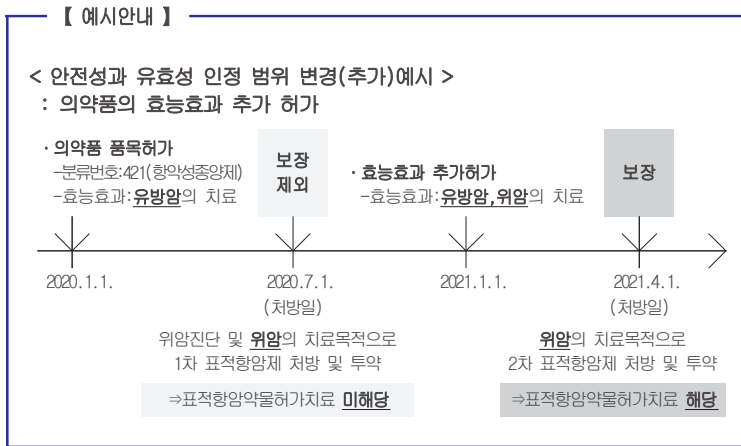 【 예시안내 】
< 안전성과 유효성 인정 범위 변경(추가)예시 >
: 의약품의 효능효과 추가 허가
· 의약품 품목허가
-분류번호:421(항악성종양제)
-효능효과:유방암의 치료
보장
제외
· 효능효과 추가허가
-효능효과:유방암,위암의 치료
보장
2020.1.1.
2020.7.1.
(처방일)
2021.1.1.
2021.4.1.
(처방일)
위암진단 및 위암의 치료목적으로
1차 표적항암제 처방 및 투약
⇒표적항암약물허가치료 미해당
위암의 치료목적으로
2차 표적항암제 처방 및 투약
⇒표적항암약물허가치료 해당